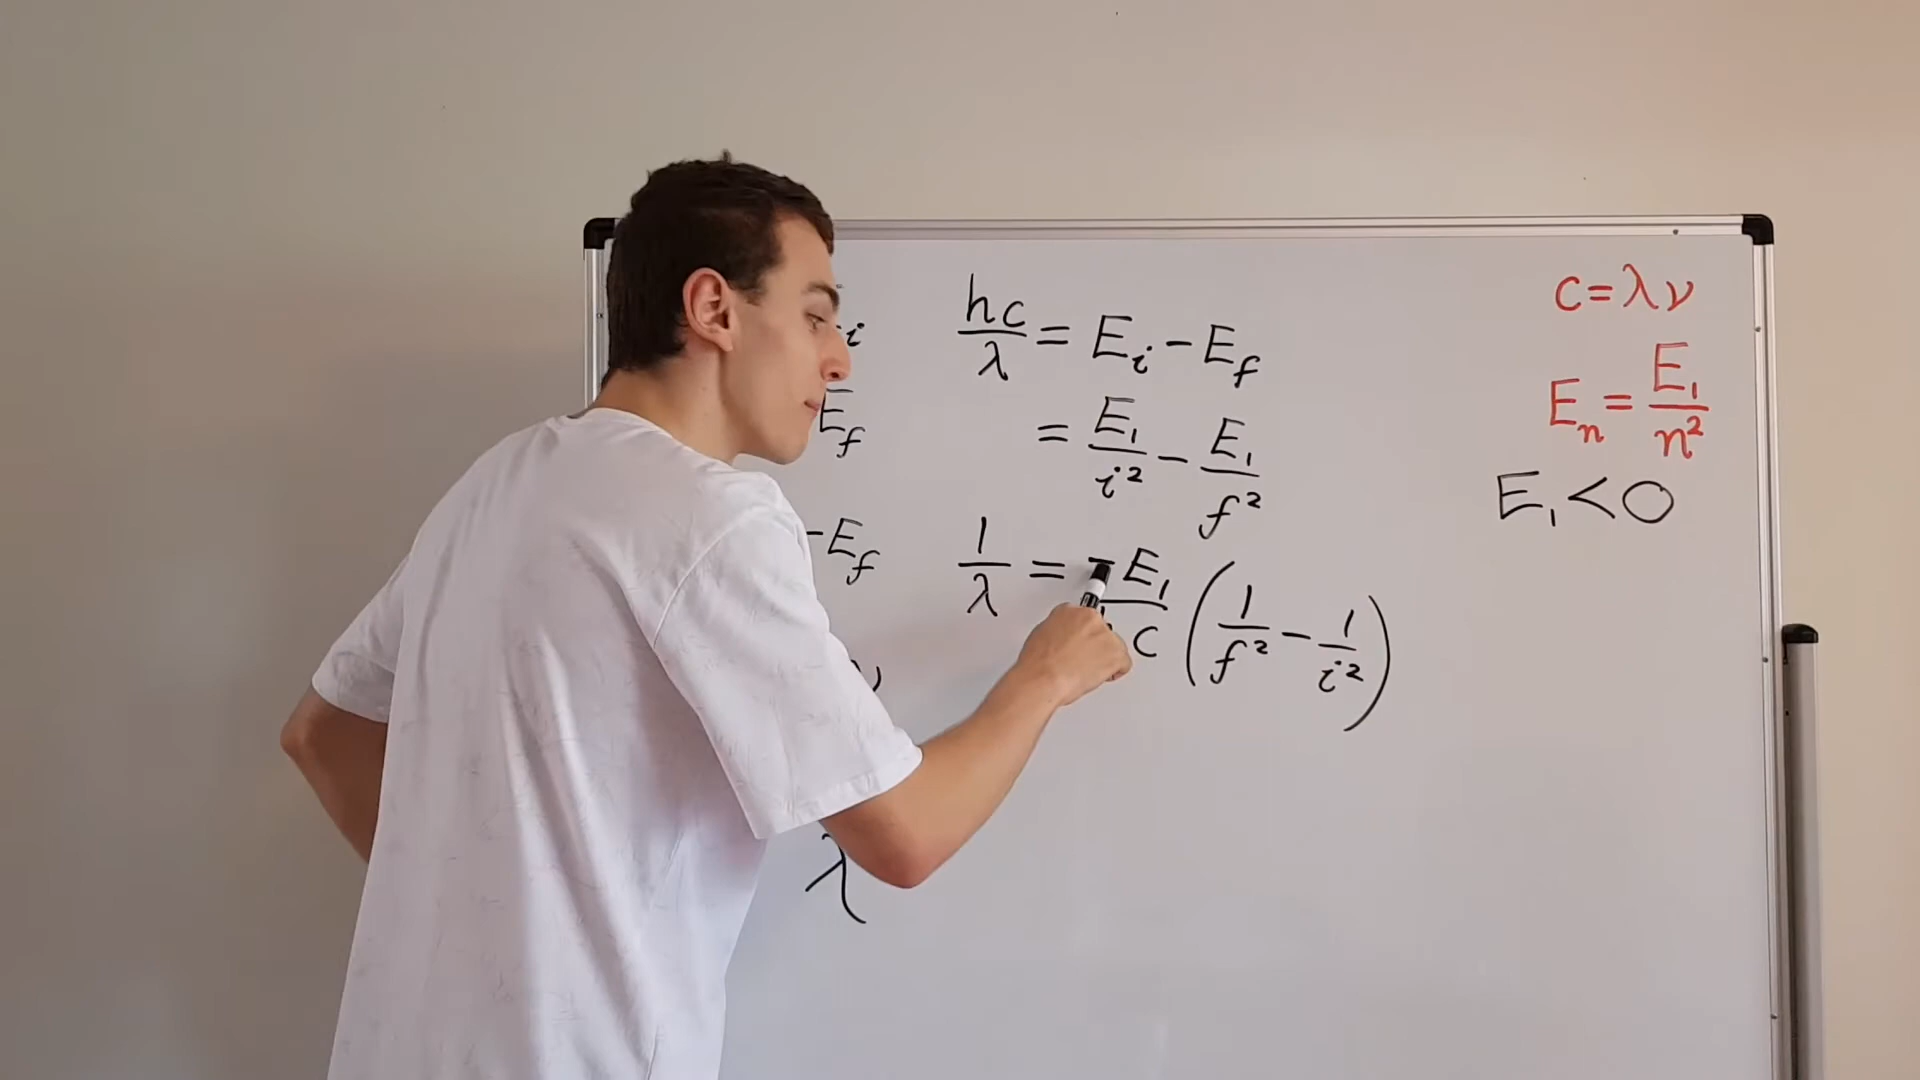 i
E_f
-E_f
ν
λ
hc/λ = E_i - E_f
= E_1/i² - E_1/f²
1/λ = -E_1/hc (1/f² - 1/i²)
c = λν
E_n = E_1/n²
E_1 < 0